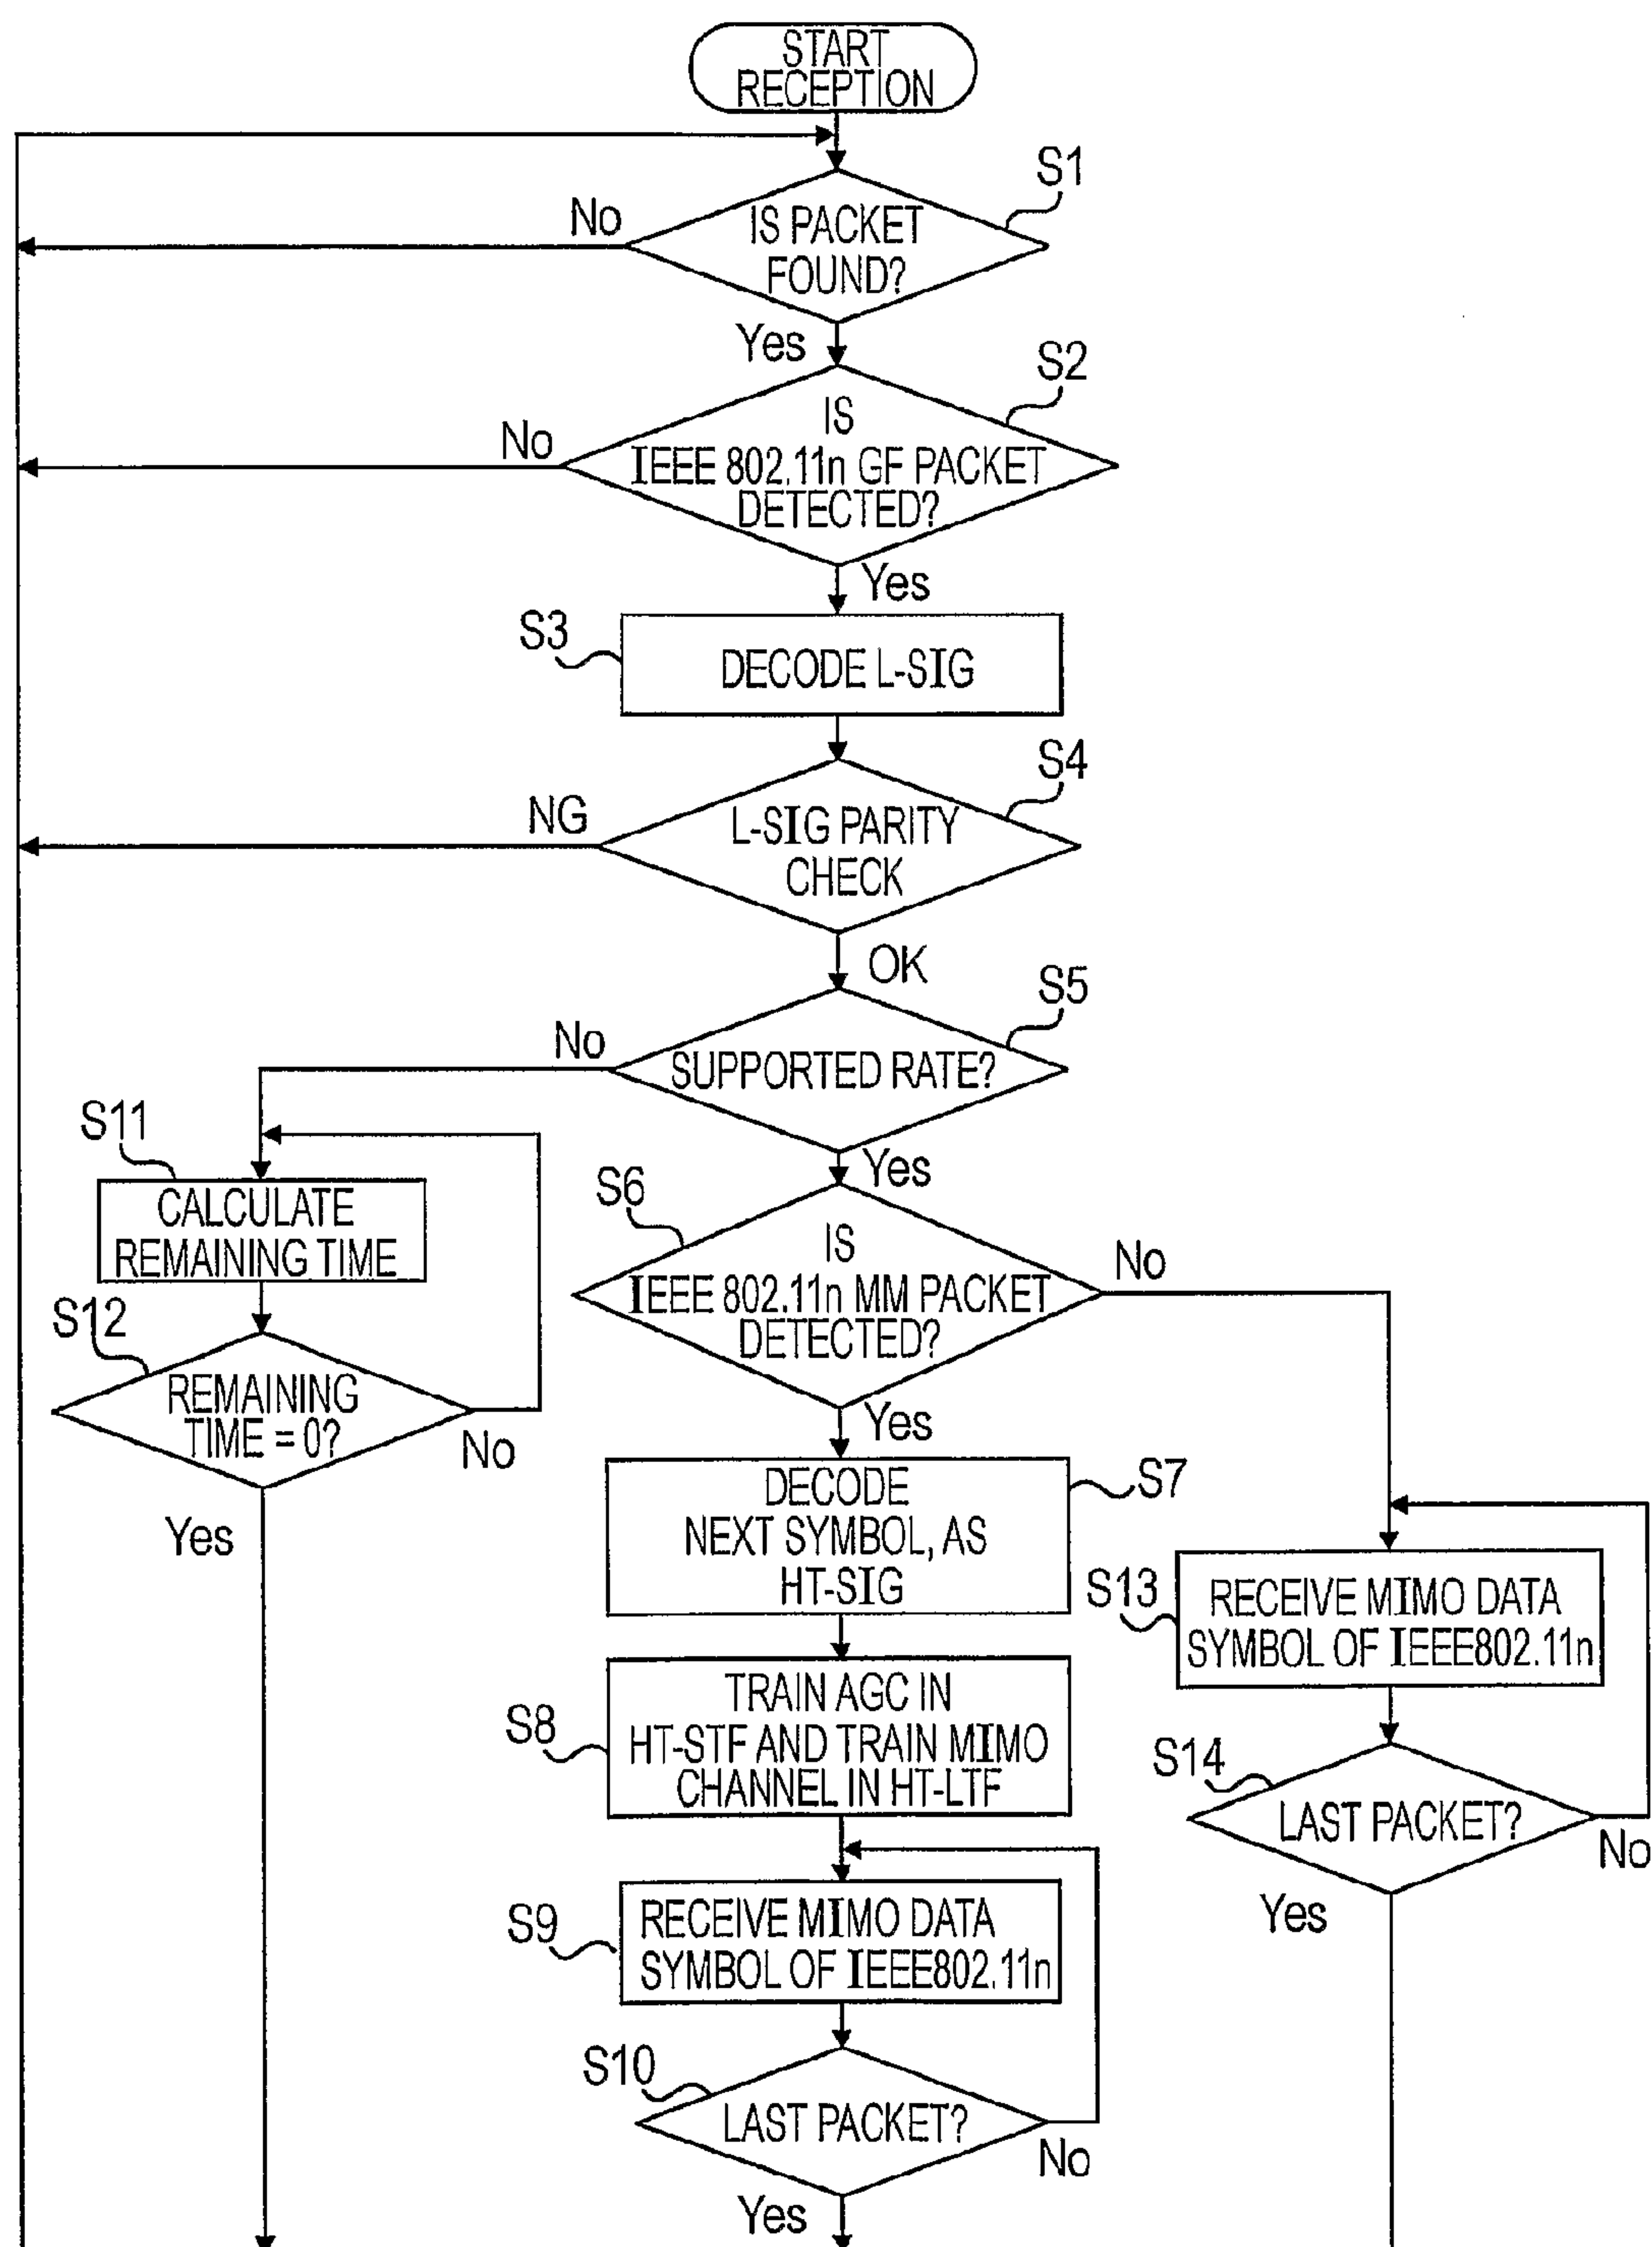 START
RECEPTION
S1
No
IS PACKET
FOUND?
Yes
S2
IS
No
IEEE 802.11n GF PACKET
DETECTED?
Yes
S3
DECODE L-SIG
S4
NG
L-SIG PARITY
CHECK
OK
S5
No
SUPPORTED RATE?
S11
Yes
S6
CALCULATE
REMAINING TIME
IS
No
IEEE 802.11n MM PACKET
DETECTED?
S12
REMAINING
TIME = 0?
No
Yes
Yes
DECODE
NEXT SYMBOL, AS
HT-SIG
S7
S13
RECEIVE MIMO DATA
SYMBOL OF IEEE802.11n
S8
TRAIN AGC IN
HT-STF AND TRAIN MIMO
CHANNEL IN HT-LTF
S14
LAST PACKET?
No
Yes
S9
RECEIVE MIMO DATA
SYMBOL OF IEEE802.11n
S10
LAST PACKET?
No
Yes